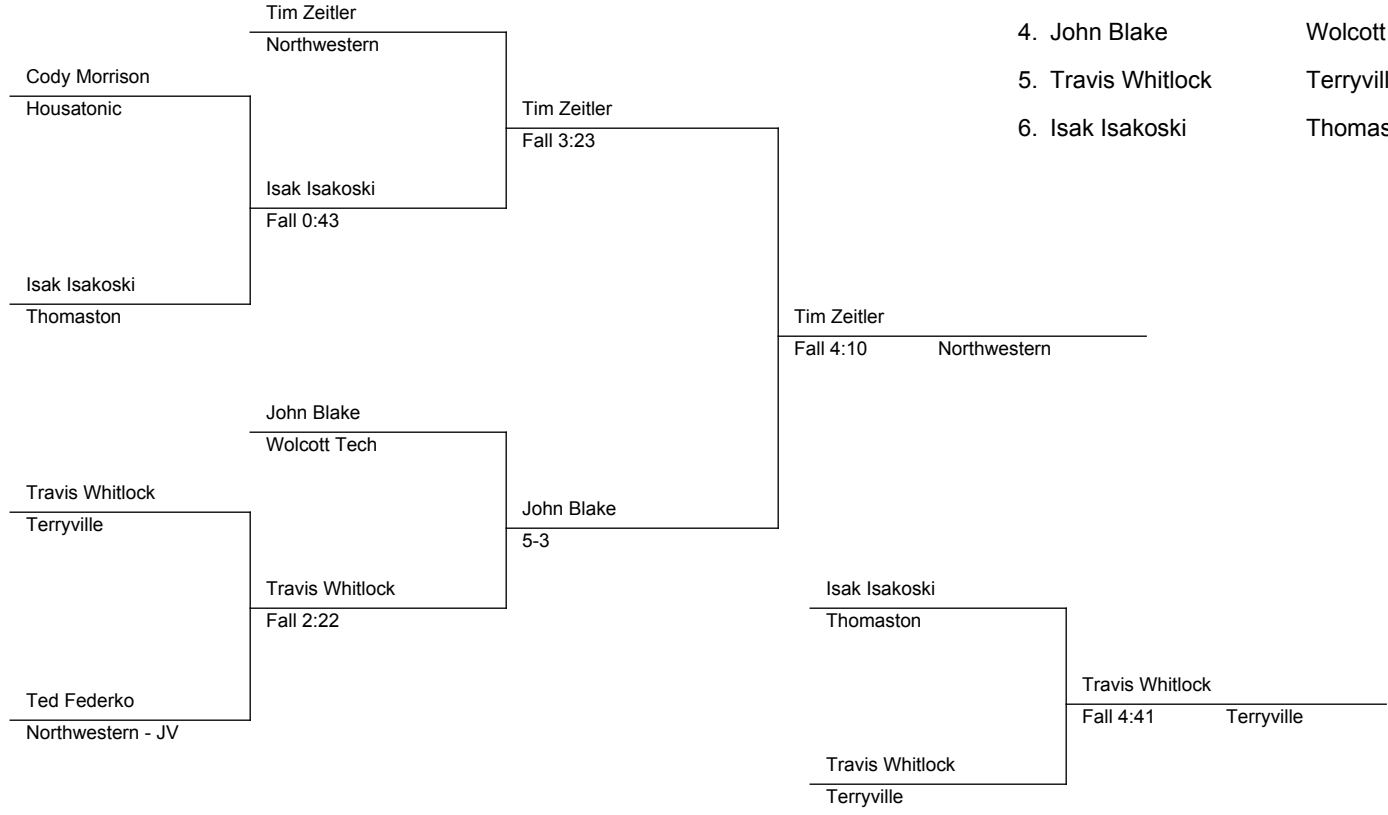 Tim Zeitler
Northwestern
4. John Blake Wolcott
Cody Morrison
Housatonic
5. Travis Whitlock
Tim Zeitler
Fall 3:23
6. Isak Isakoski
Isak Isakoski
Fall 0:43
Isak Isakoski
Thomaston
Tim Zeitler
Fall 4:10 Northwestern
John Blake
Wolcott Tech
Travis Whitlock
Terryville
John Blake
5-3
Travis Whitlock
Fall 2:22
Isak Isakoski
Thomaston
Ted Federko
Northwestern - JV
Travis Whitlock
Fall 4:41 Terryville
Travis Whitlock
Terryville